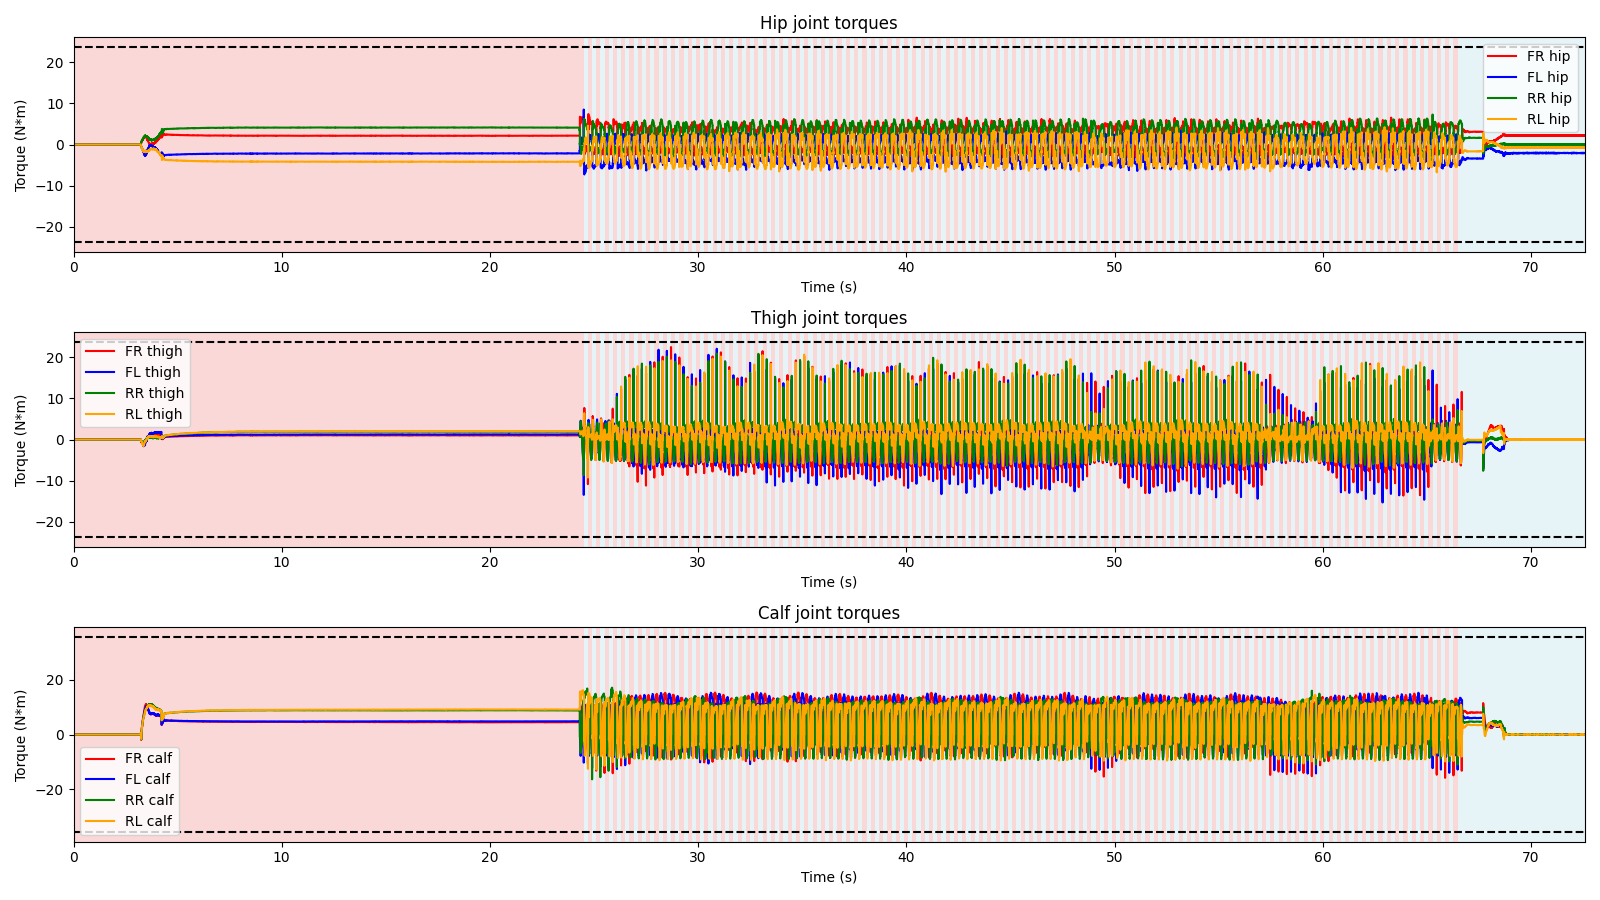 Hip joint torques
Torque (N*m)
20
10
0
−10
−20
FR hip
FL hip
RR hip
RL hip
0 10 20 30 40 50 60 70
Time (s)
Thigh joint torques
Torque (N*m)
20
10
0
−10
−20
FR thigh
FL thigh
RR thigh
RL thigh
0 10 20 30 40 50 60 70
Time (s)
Calf joint torques
Torque (N*m)
20
0
−20
FR calf
FL calf
RR calf
RL calf
0 10 20 30 40 50 60 70
Time (s)